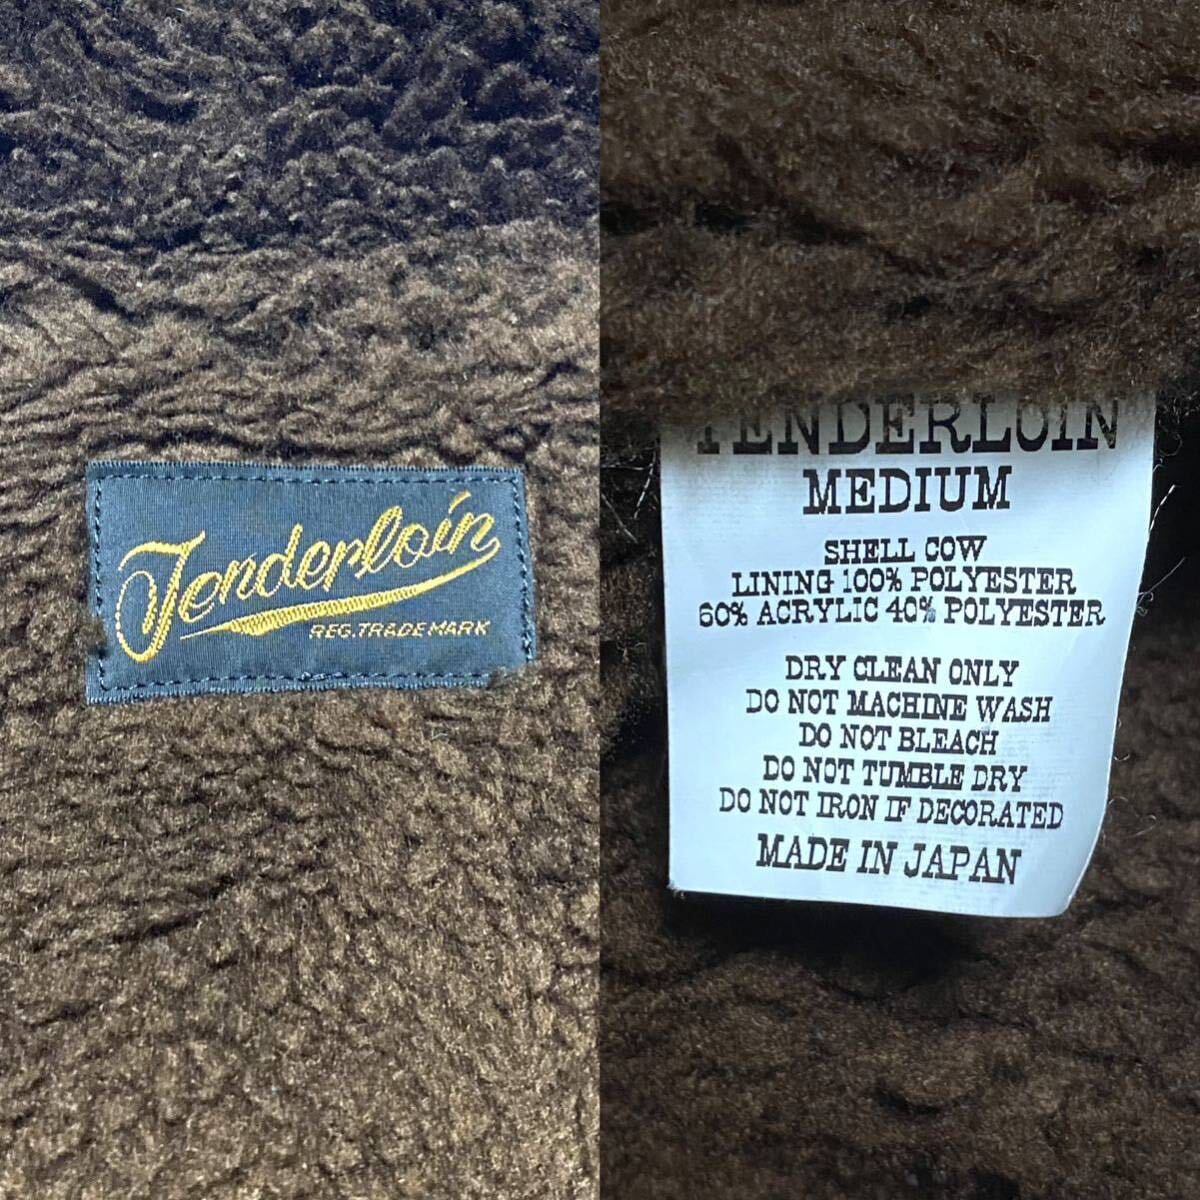 Tenderloin
REG. TRADE MARK
TENDERLOIN
MEDIUM
SHELL COW
LINING 100% POLYESTER
60% ACRYLIC 40% POLYESTER
DRY CLEAN ONLY
DO NOT MACHINE WASH
DO NOT BLEACH
DO NOT TUMBLE DRY
DO NOT IRON IF DECORATED
MADE IN JAPAN